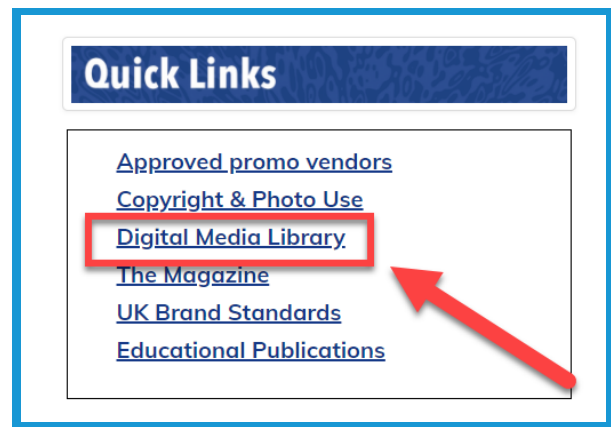 Quick Links
Approved promo vendors
Copyright & Photo Use
Digital Media Library
The Magazine
UK Brand Standards
Educational Publications